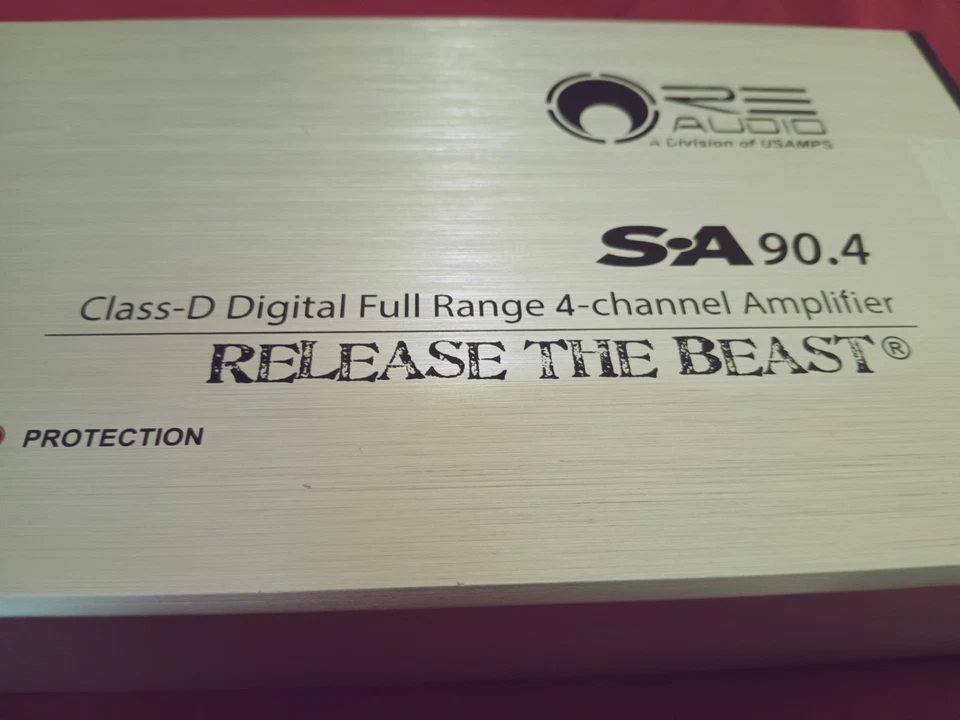 RE
AUDIO
A Division of USAMPS
S·A 90.4
Class-D Digital Full Range 4-channel Amplifier
RELEASE THE BEAST®
PROTECTION